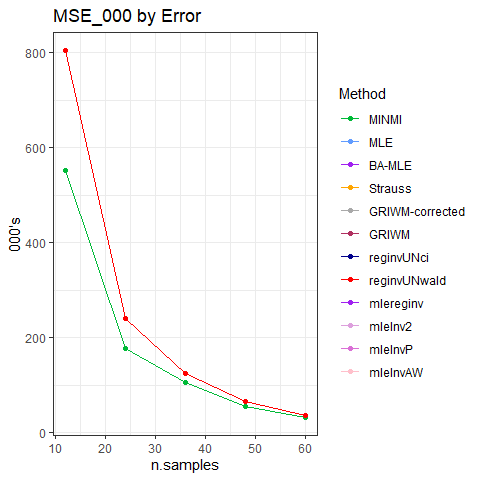 MSE_000 by Error
000's
800
600
400
200
0
10 20 30 40 50 60
n.samples
Method
MINMI
MLE
BA-MLE
Strauss
GRIWM-corrected
GRIWM
reginvUNci
reginvUNwald
mlereginv
mleInv2
mleInvP
mleInvAW